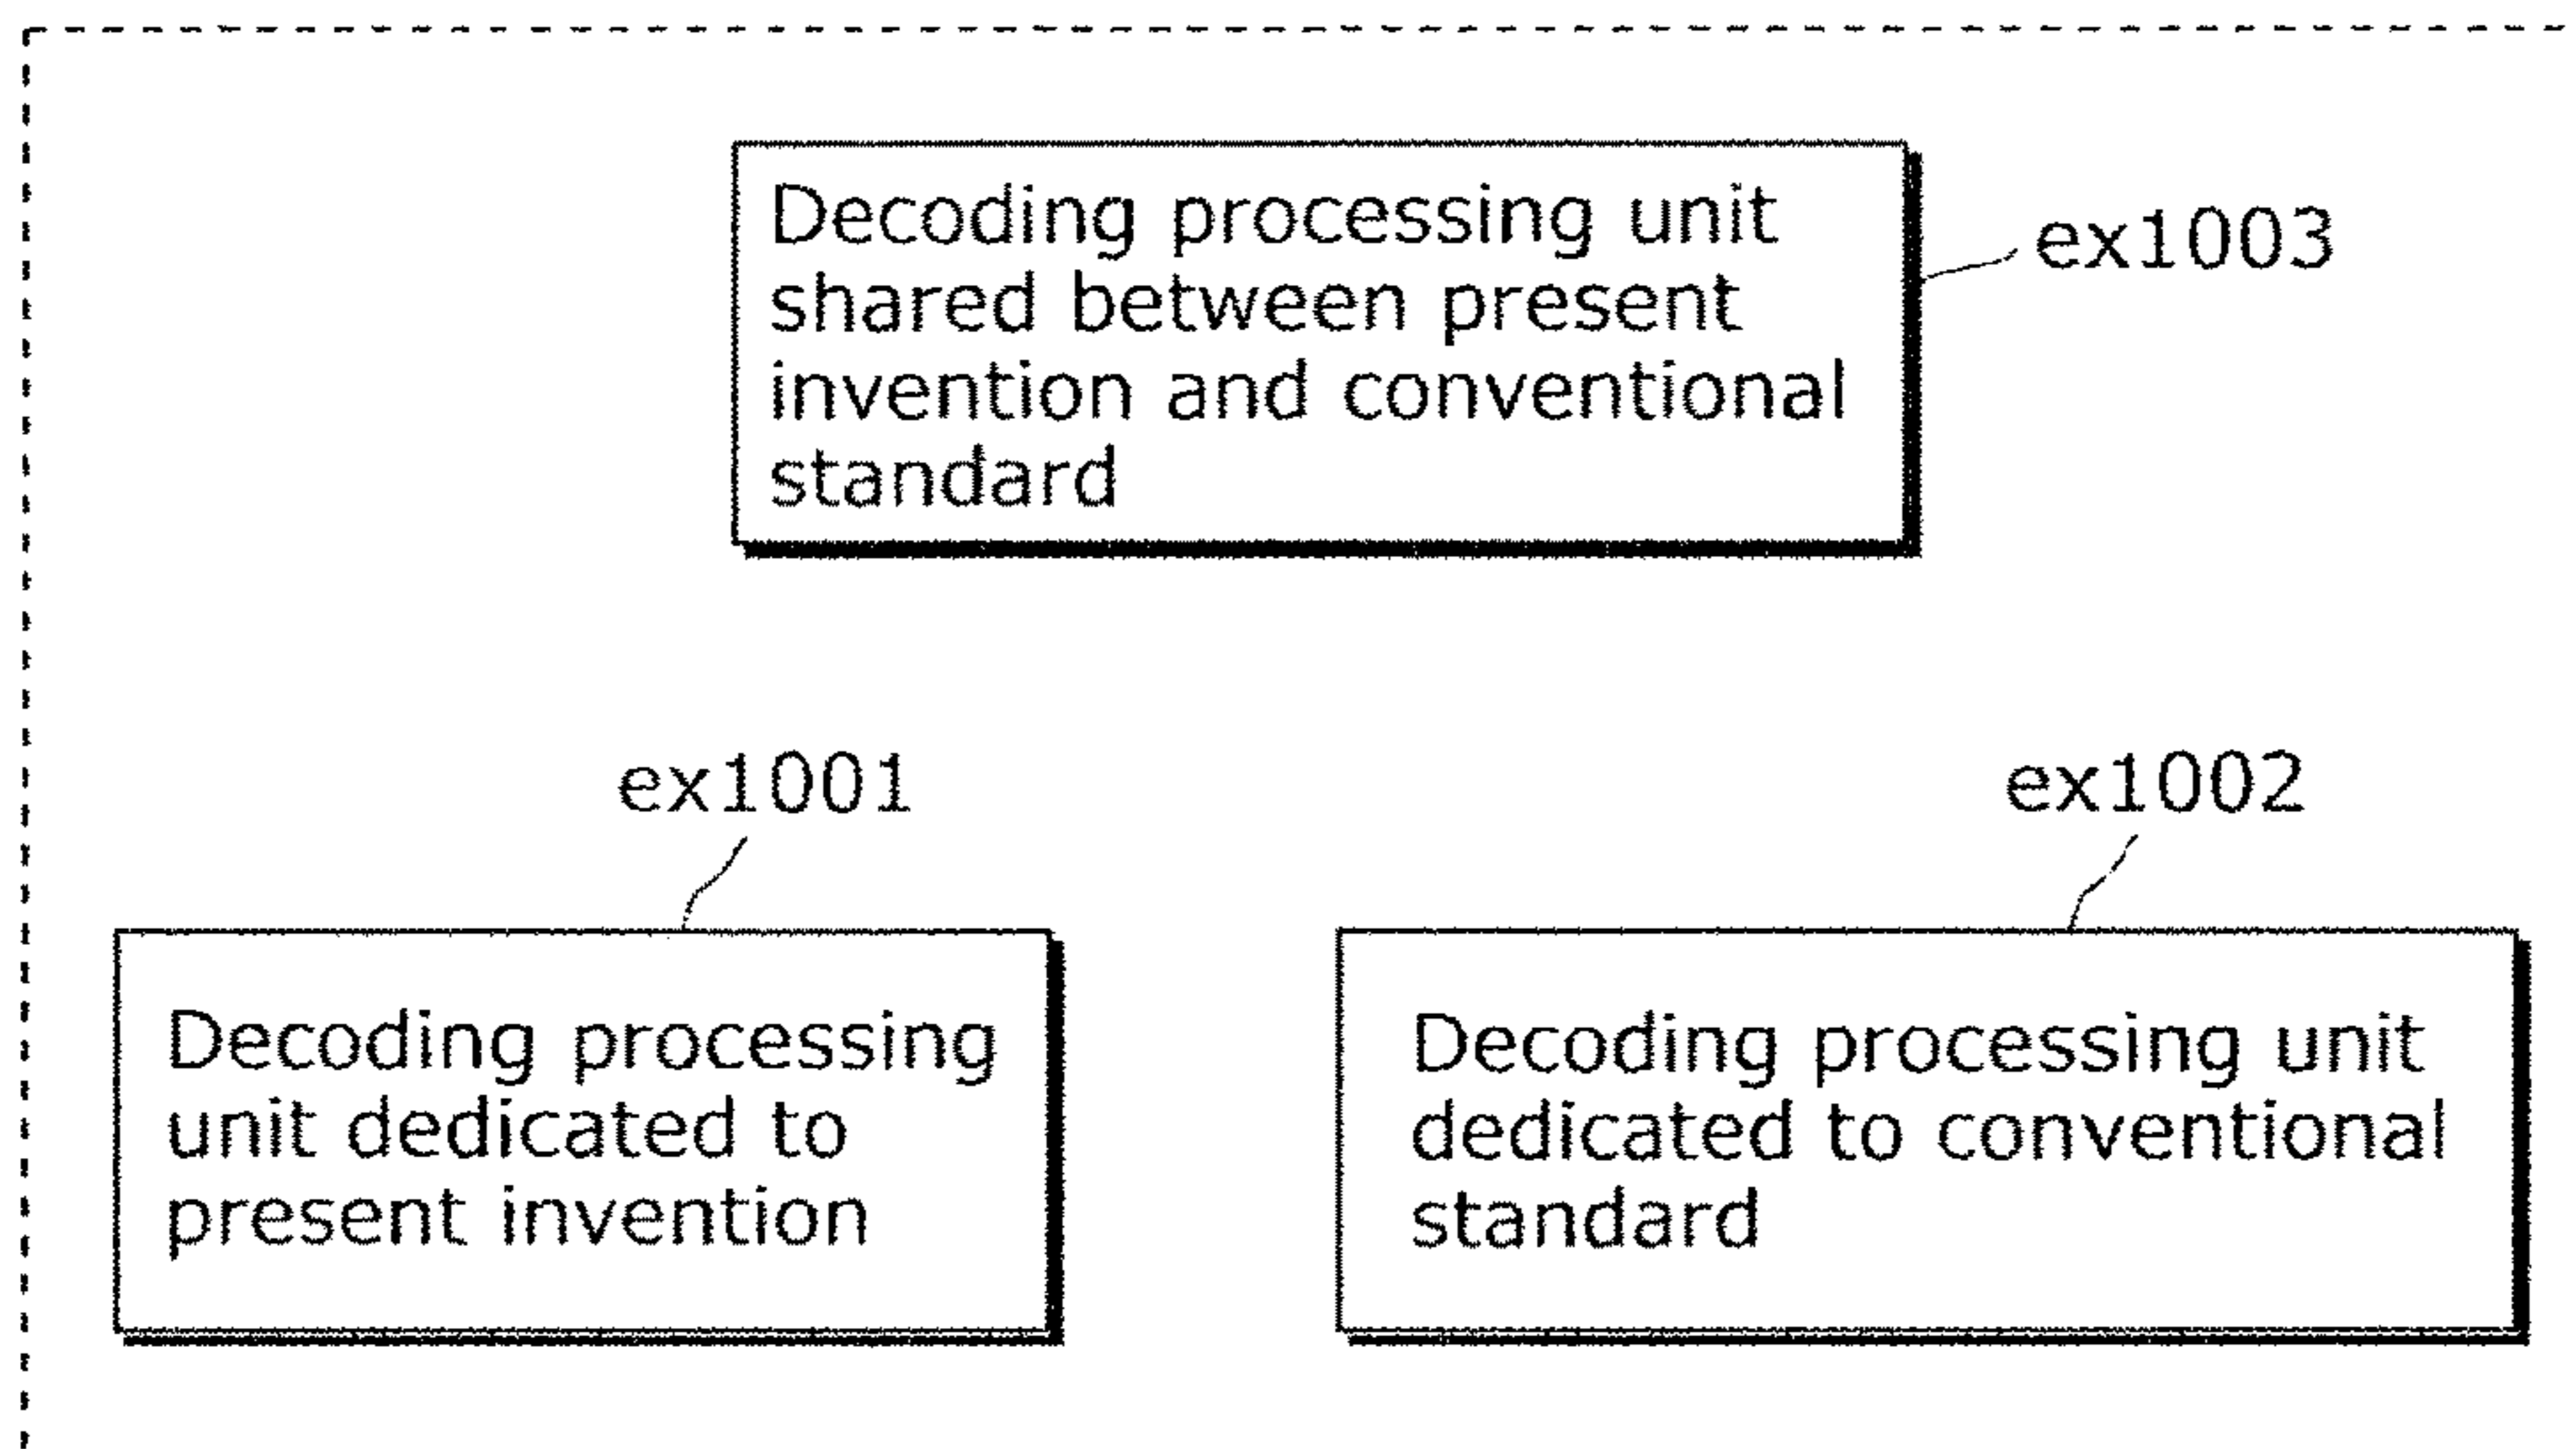 Decoding processing unit
shared between present
invention and conventional
standard
ex1003
ex1001
ex1002
Decoding processing
unit dedicated to
present invention
Decoding processing unit
dedicated to conventional
standard